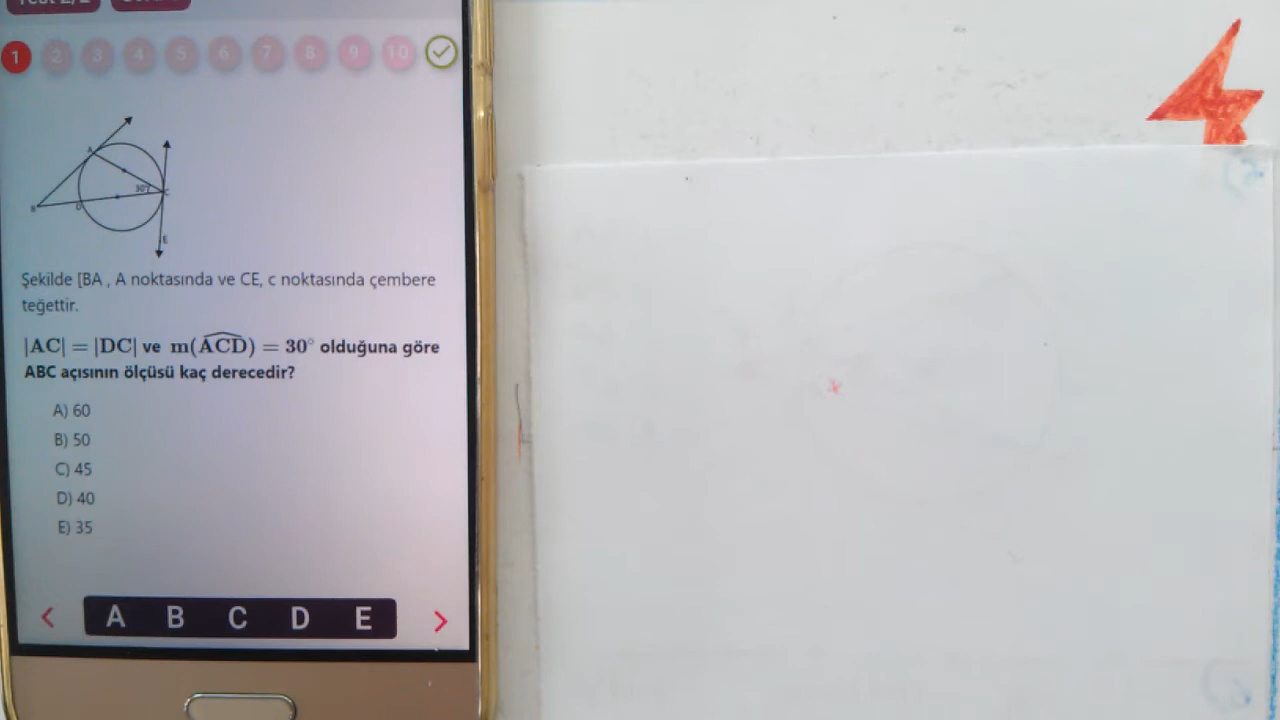 1 2 3 4 5 6 7 8 9 10
A
30°
C
B
D
E
Şekilde [BA , A noktasında ve CE, c noktasında çembere
teğettir.
|AC| = |DC| ve m(ACD) = 30° olduğuna göre
ABC açısının ölçüsü kaç derecedir?
A) 60
B) 50
C) 45
D) 40
E) 35
< A B C D E >